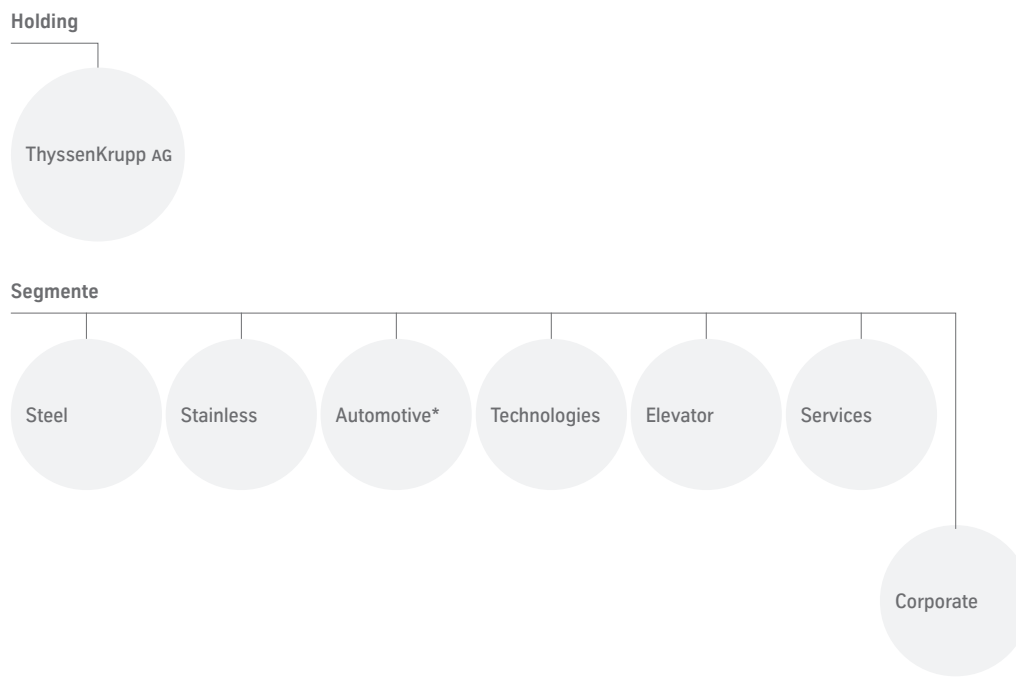 Holding
ThyssenKrupp AG
Segmente
Steel
Stainless
Automotive*
Technologies
Elevator
Services
Corporate